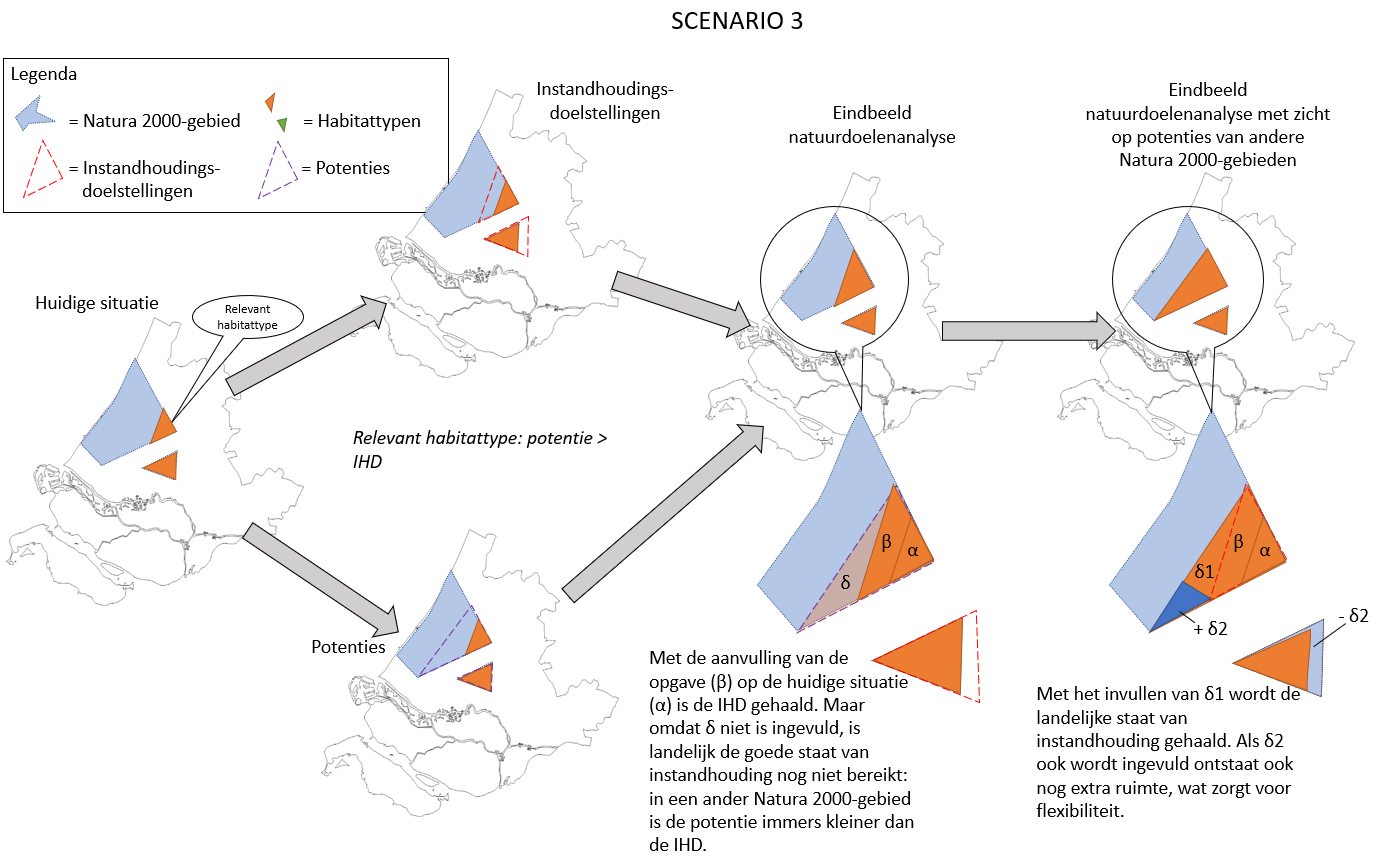 SCENARIO 3
Legenda
= Natura 2000-gebied
= Habitattypen
= Instandhoudings-
doelstellingen
= Potenties
Huidige situatie
Relevant
habitattype
Instandhoudings-
doelstellingen
Relevant habitattype: potentie >
IHD
Potenties
Eindbeeld
natuurdoelenanalyse
β
α
δ
Met de aanvulling van de
opgave (β) op de huidige situatie
(α) is de IHD gehaald. Maar
omdat δ niet is ingevuld, is
landelijk de goede staat van
instandhouding nog niet bereikt:
in een ander Natura 2000-gebied
is de potentie immers kleiner dan
de IHD.
Eindbeeld
natuurdoelenanalyse met zicht
op potenties van andere
Natura 2000-gebieden
β
α
δ1
+ δ2
- δ2
Met het invullen van δ1 wordt de
landelijke staat van
instandhouding gehaald. Als δ2
ook wordt ingevuld ontstaat ook
nog extra ruimte, wat zorgt voor
flexibiliteit.